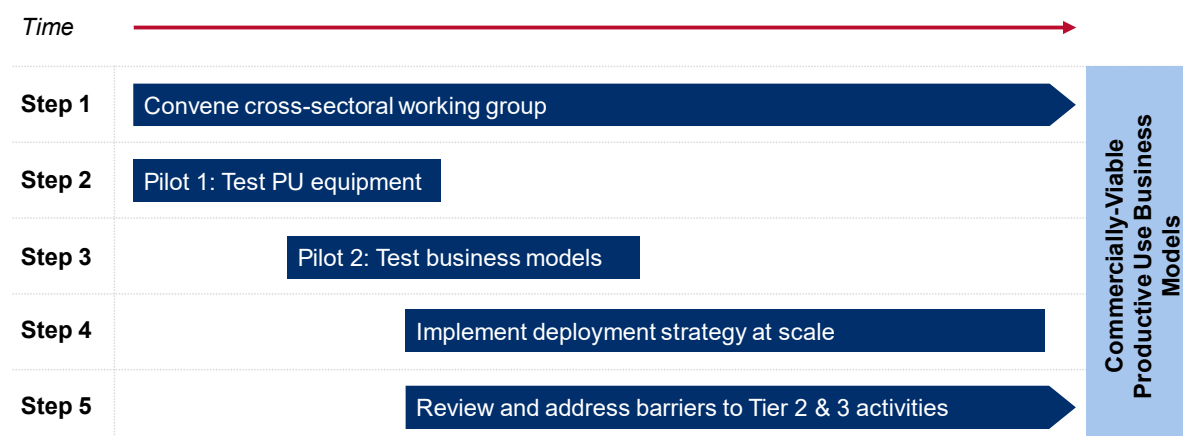 Time
Step 1
Convene cross-sectoral working group
Step 2
Pilot 1: Test PU equipment
Step 3
Pilot 2: Test business models
Step 4
Implement deployment strategy at scale
Step 5
Review and address barriers to Tier 2 & 3 activities
Commercially-Viable
Productive Use Business
Models